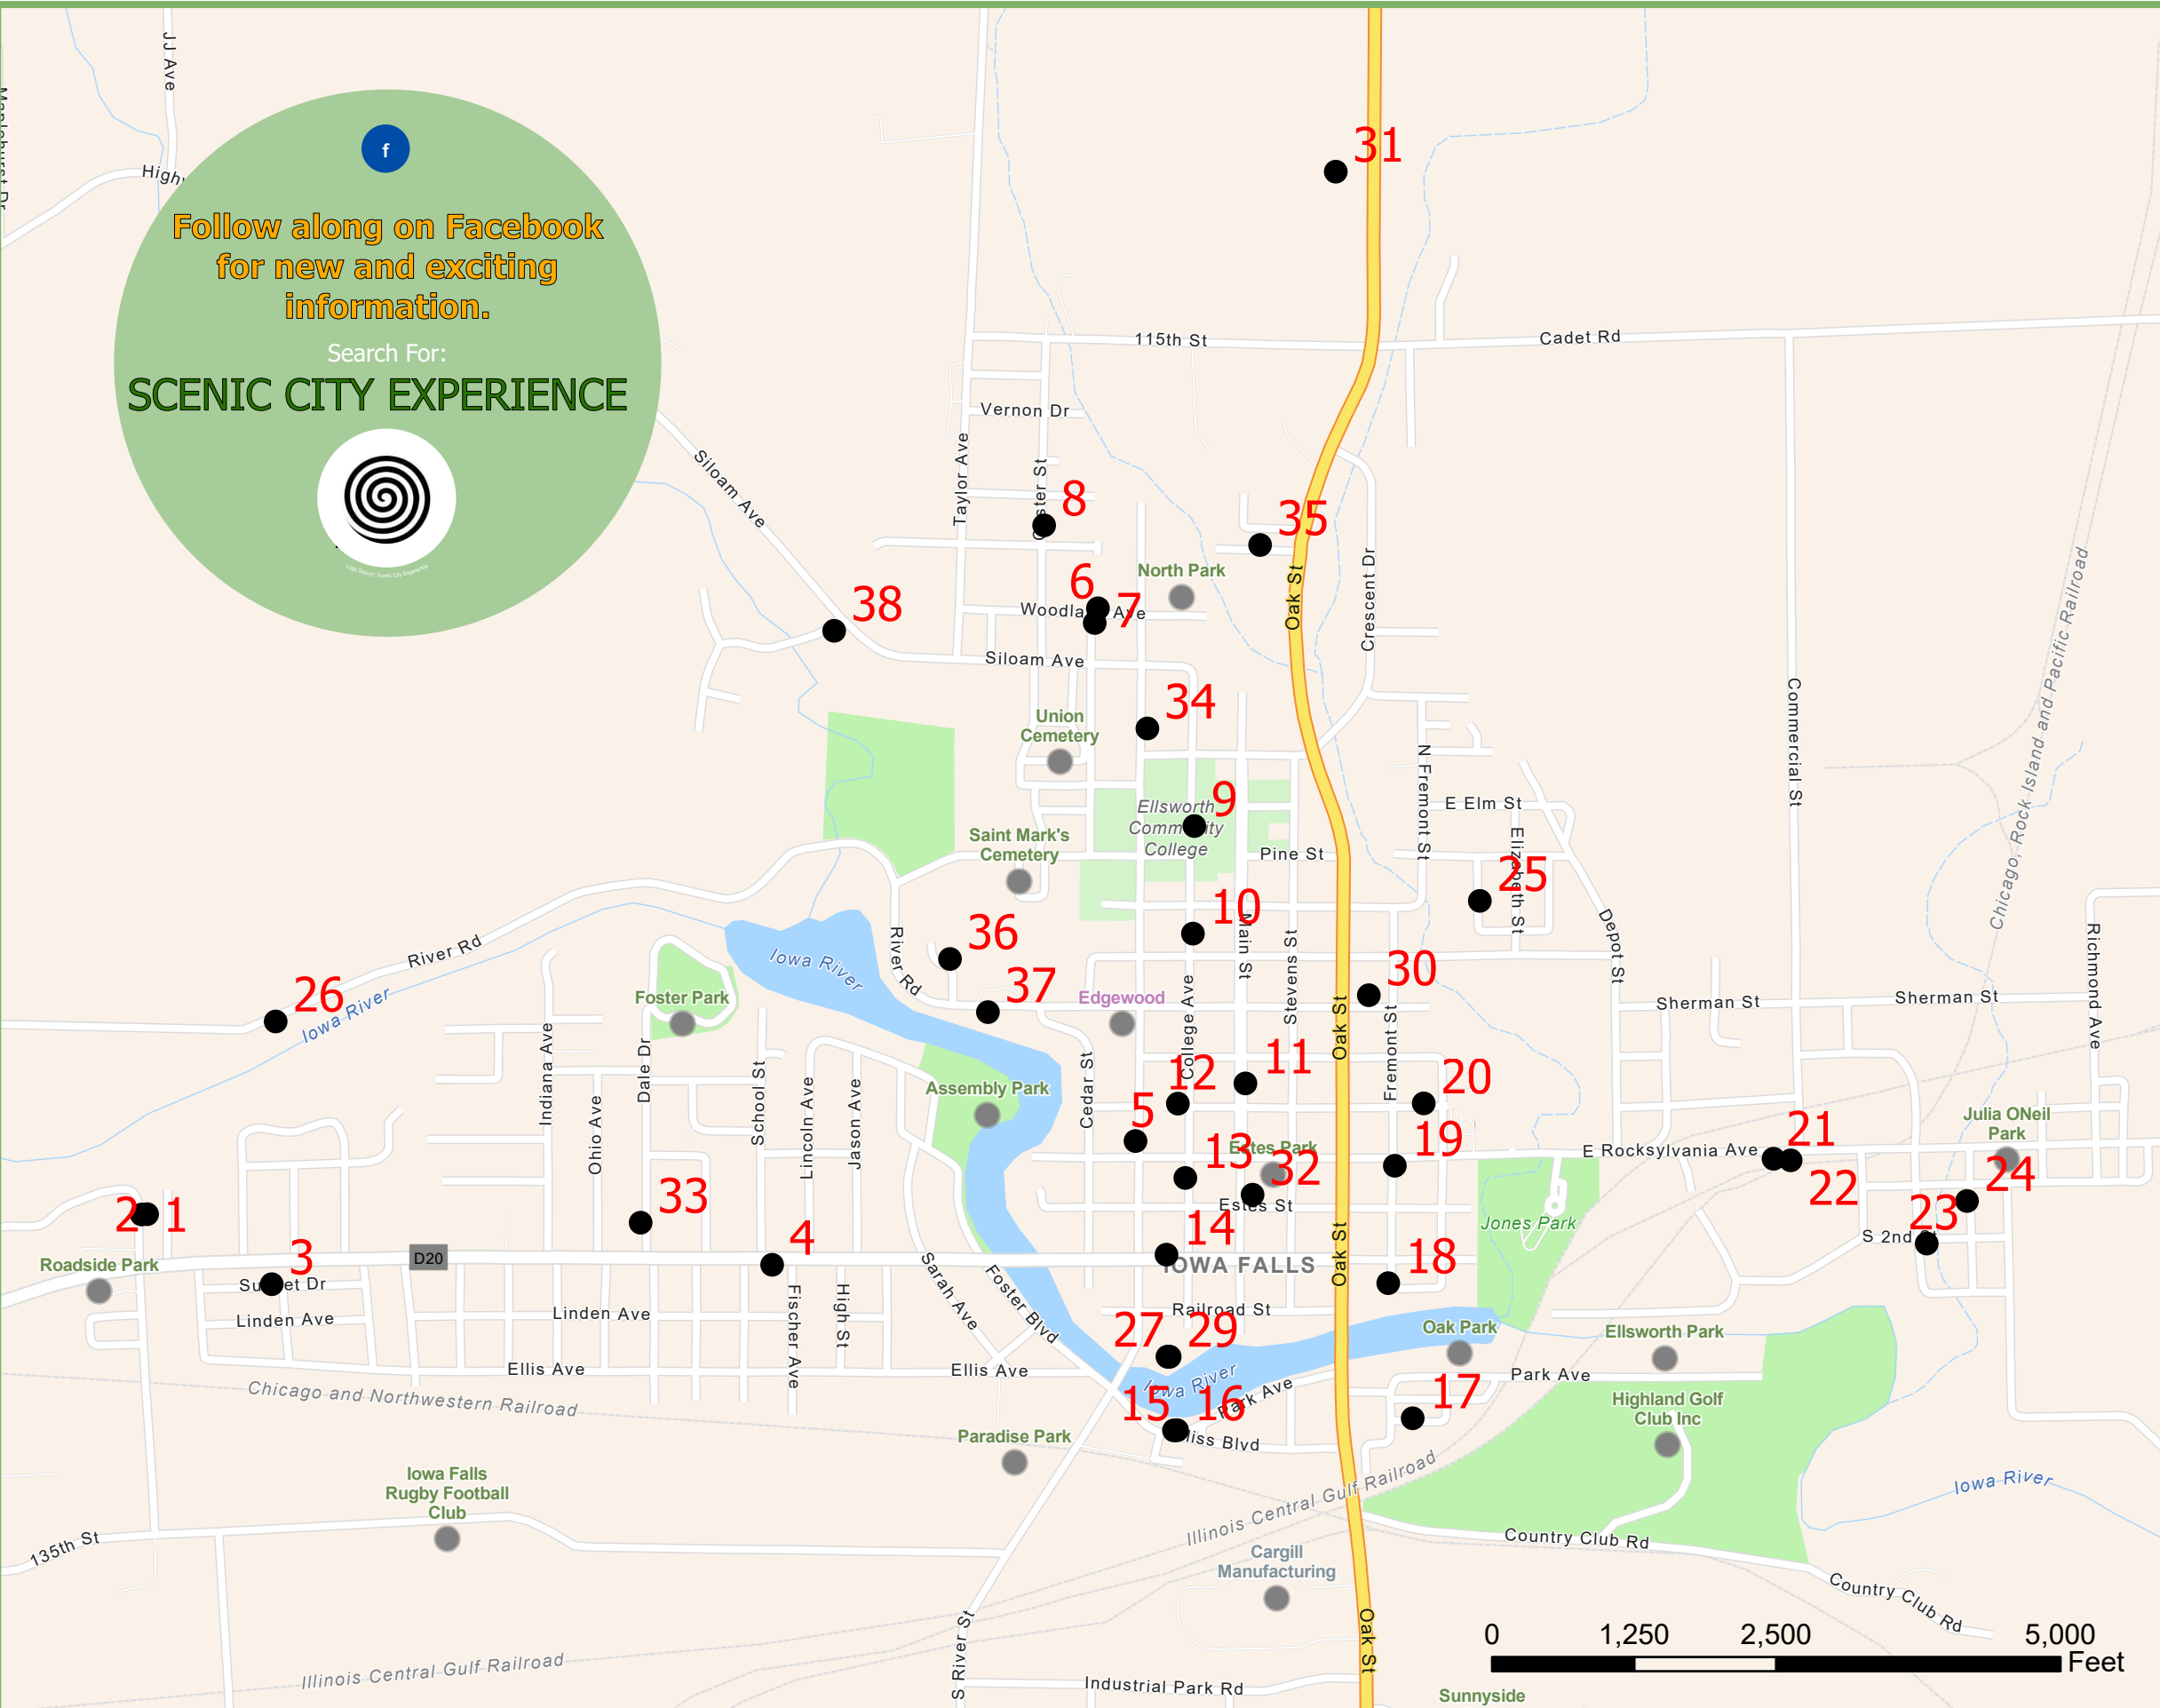 JJ Ave
31
f
Follow along on Facebook
for new and exciting
information.
Search For:
SCENIC CITY EXPERIENCE
115th St
Cadet Rd
Vernon Dr
Siloam Ave
Taylor Ave
8
35
North Park
6
7
Oak St
Crescent Dr
38
Siloam Ave
34
Union
Cemetery
Commercial St
Chicago, Rock Island and Pacific Railroad
N Fremont St
9
Ellsworth
College
E Elm St
Saint Mark's
Cemetery
Pine St
Elizabeth St
25
10
Main St
Stevens St
Depot St
36
River Rd
Iowa River
River Rd
26
Iowa River
Foster Park
37
Edgewood
College Ave
30
Oak St
Sherman St
Sherman St
Richmond Ave
Indiana Ave
Dale Dr
School St
Lincoln Ave
Jason Ave
Ohio Ave
Assembly Park
Cedar St
12
11
Fremont St
20
5
Julia ONeil
Park
21
19
E Rocksylvania Ave
Estes Park
13
32
Estes St
22
24
2
1
33
Jones Park
23
S 2nd St
4
14
3
D20
IOWA FALLS
Oak St
18
Roadside Park
Sunset Dr
Linden Ave
Linden Ave
Fischer Ave
High St
Sarah Ave
Foster Blvd
Railroad St
27
29
Oak Park
Ellsworth Park
Ellis Ave
Ellis Ave
Park Ave
Iowa River
Park Ave
Chicago and Northwestern Railroad
15
16
17
Highland Golf
Club Inc
Paradise Park
Illinois Central Gulf Railroad
Iowa Falls
Rugby Football
Club
Iowa River
135th St
Country Club Rd
Cargill
Manufacturing
Country Club Rd
S River St
Oak St
Illinois Central Gulf Railroad
Industrial Park Rd
0
1,250
2,500
5,000
Feet
Sunnyside